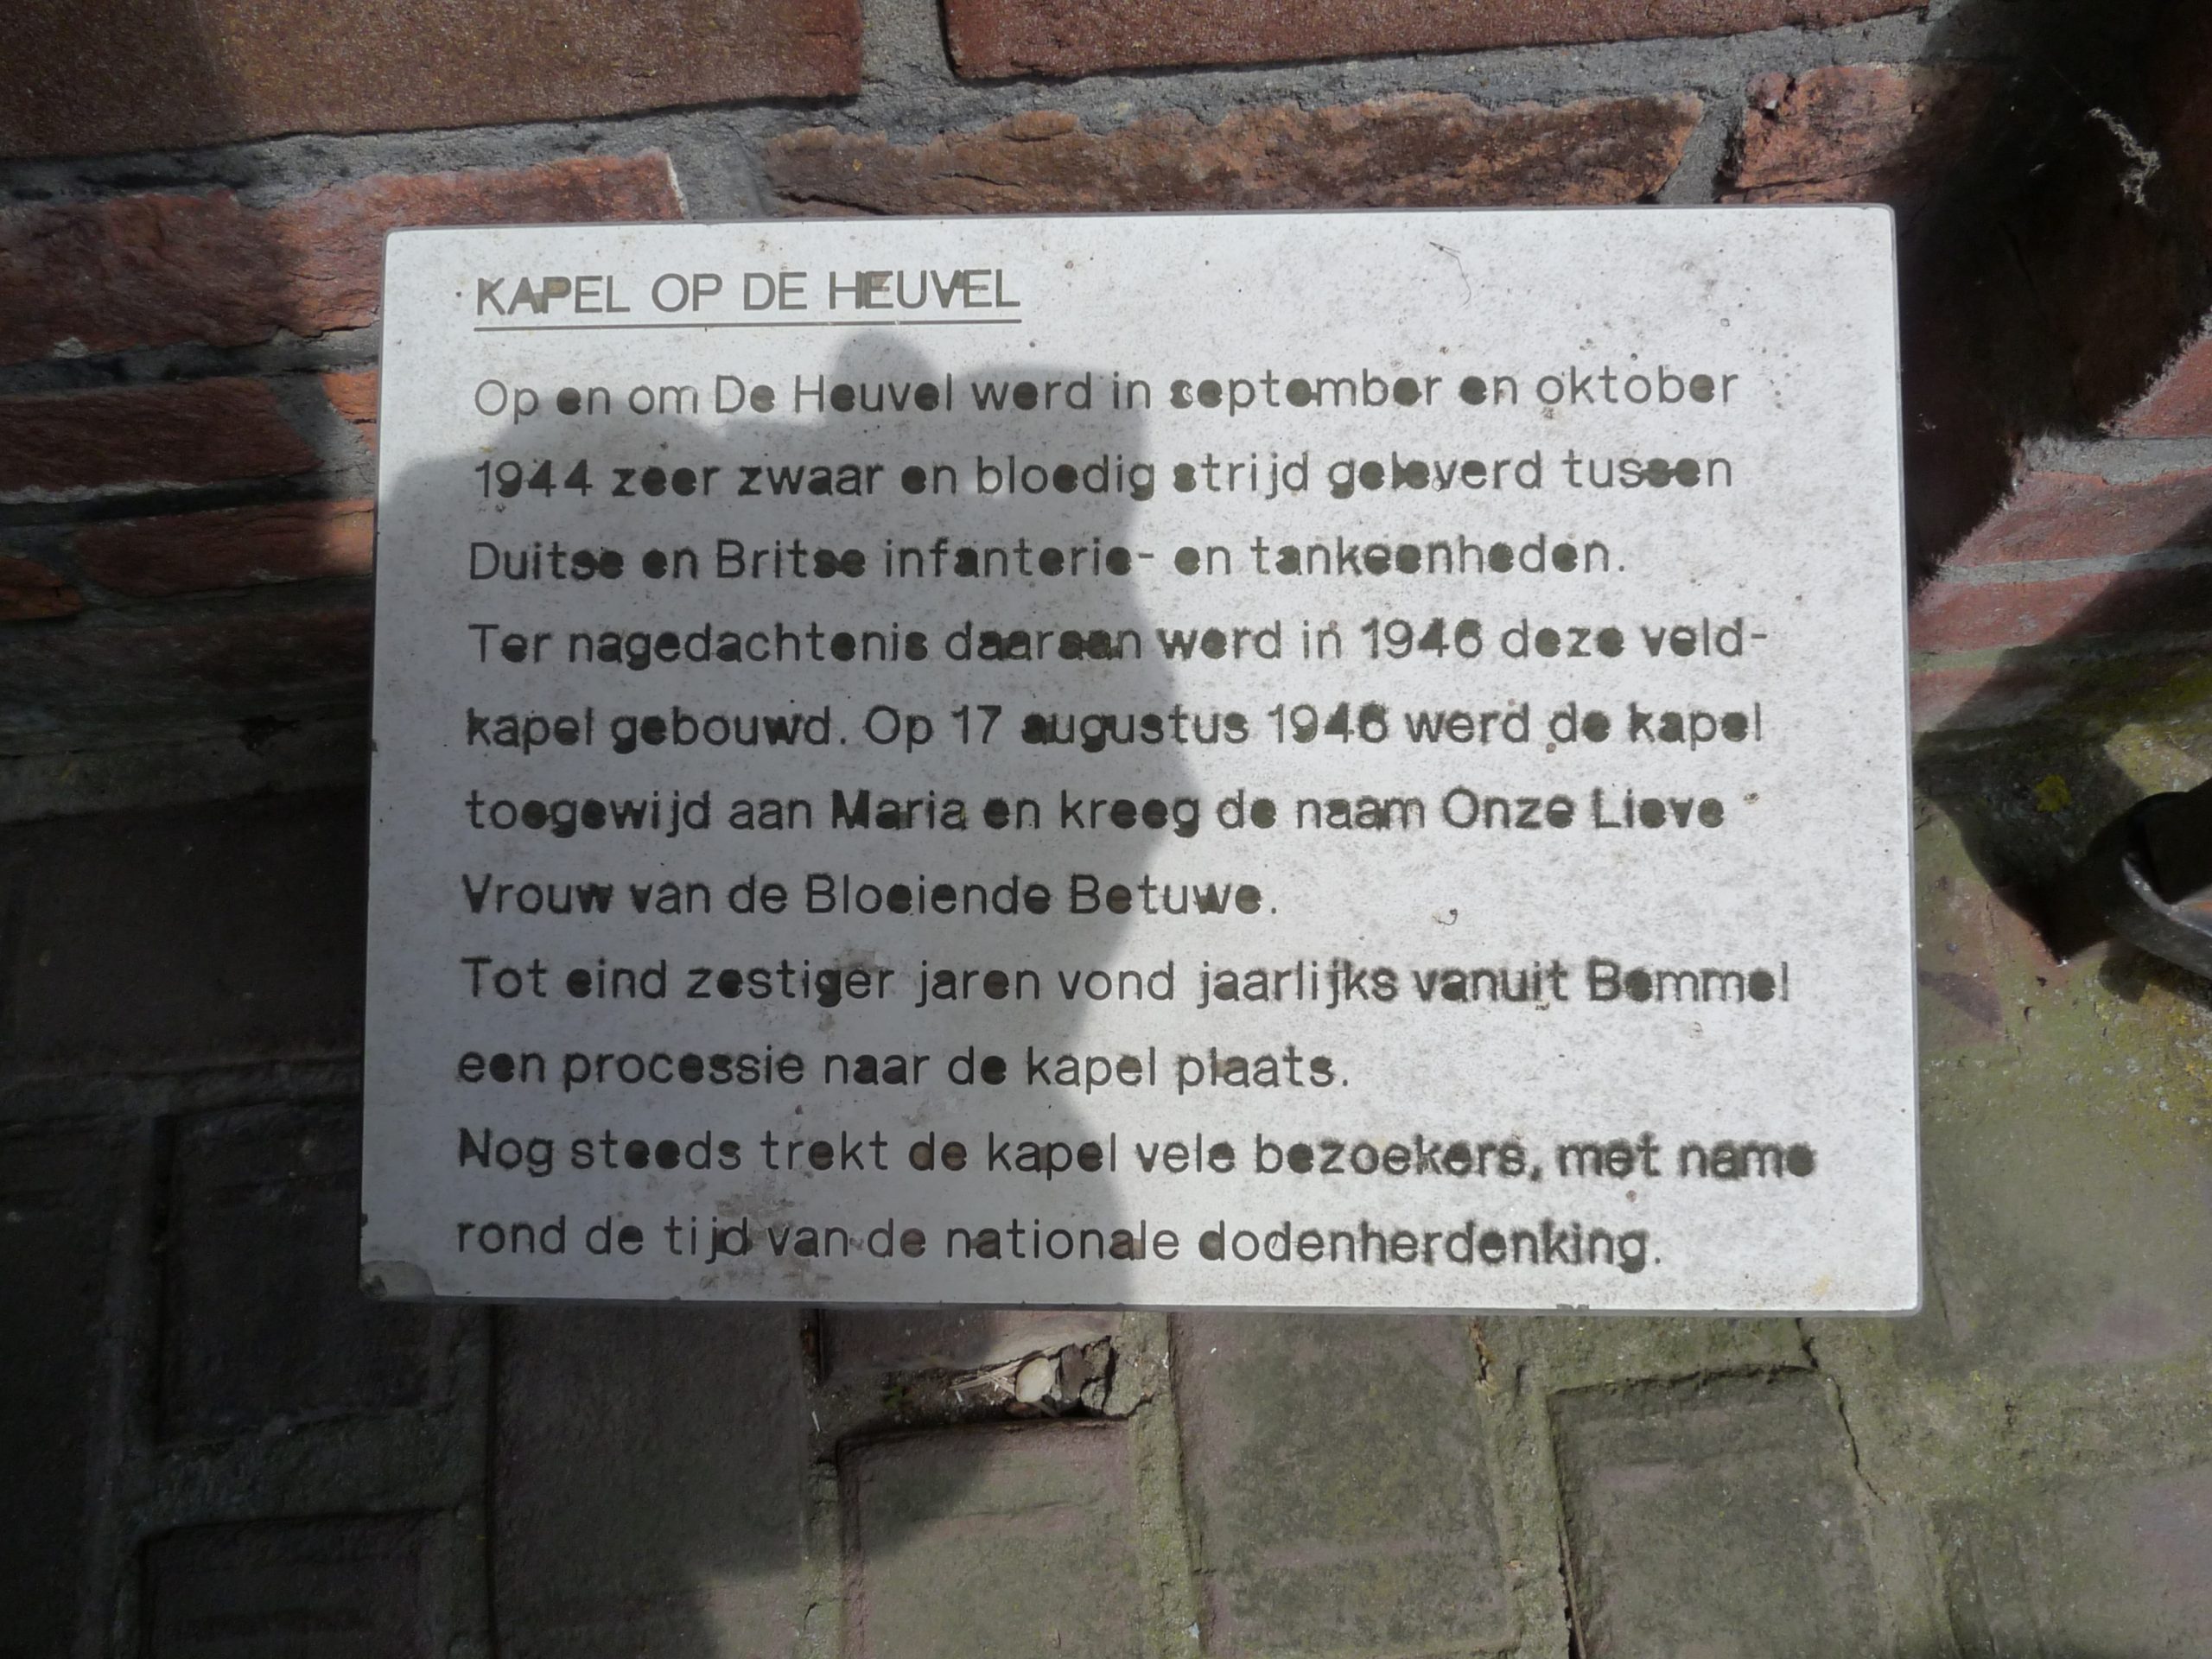 KAPEL OP DE HEUVEL
Op en om De Heuvel werd in september en oktober
1944 zeer zwaar en bloedig strijd geleverd tussen
Duitse en Britse infanterie- en tankeenheden.
Ter nagedachtenis daaraan werd in 1946 deze veld-
kapel gebouwd. Op 17 augustus 1946 werd de kapel
toegewijd aan Maria en kreeg de naam Onze Lieve
Vrouw van de Bloeiende Betuwe.
Tot eind zestiger jaren vond jaarlijks vanuit Bemmel
een processie naar de kapel plaats.
Nog steeds trekt de kapel vele bezoekers, met name
rond de tijd van de nationale dodenherdenking.